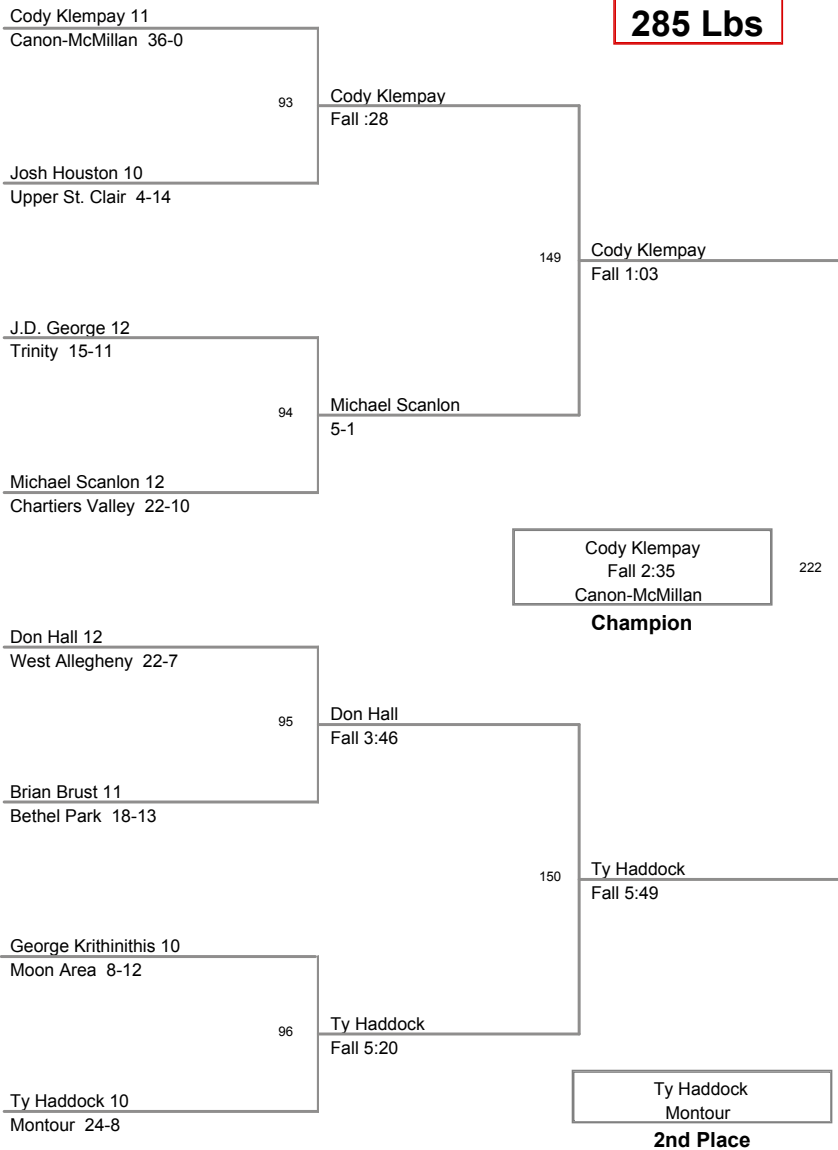 285 Lbs
Cody Klempay 11
Canon-McMillan 36-0
93
Cody Klempay
Fall :28
Josh Houston 10
Upper St. Clair 4-14
149
Cody Klempay
Fall 1:03
J.D. George 12
Trinity 15-11
94
Michael Scanlon
5-1
Michael Scanlon 12
Chartiers Valley 22-10
Cody Klempay
Fall 2:35
Canon-McMillan
222
Champion
Don Hall 12
West Allegheny 22-7
95
Don Hall
Fall 3:46
Brian Brust 11
Bethel Park 18-13
150
Ty Haddock
Fall 5:49
George Krithinithis 10
Moon Area 8-12
96
Ty Haddock
Fall 5:20
Ty Haddock 10
Montour 24-8
Ty Haddock
Montour
2nd Place